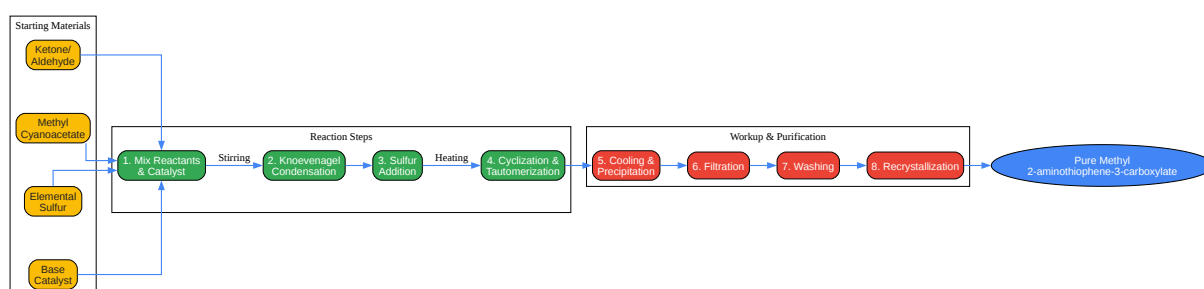 Starting Materials
Ketone/
Aldehyde
Methyl
Cyanoacetate
Elemental
Sulfur
Base
Catalyst
Reaction Steps
1. Mix Reactants
& Catalyst
Stirring
2. Knoevenagel
Condensation
3. Sulfur
Addition
Heating
4. Cyclization &
Tautomerization
Workup & Purification
5. Cooling &
Precipitation
6. Filtration
7. Washing
8. Recrystallization
Pure Methyl
2-aminothiophene-3-carboxylate